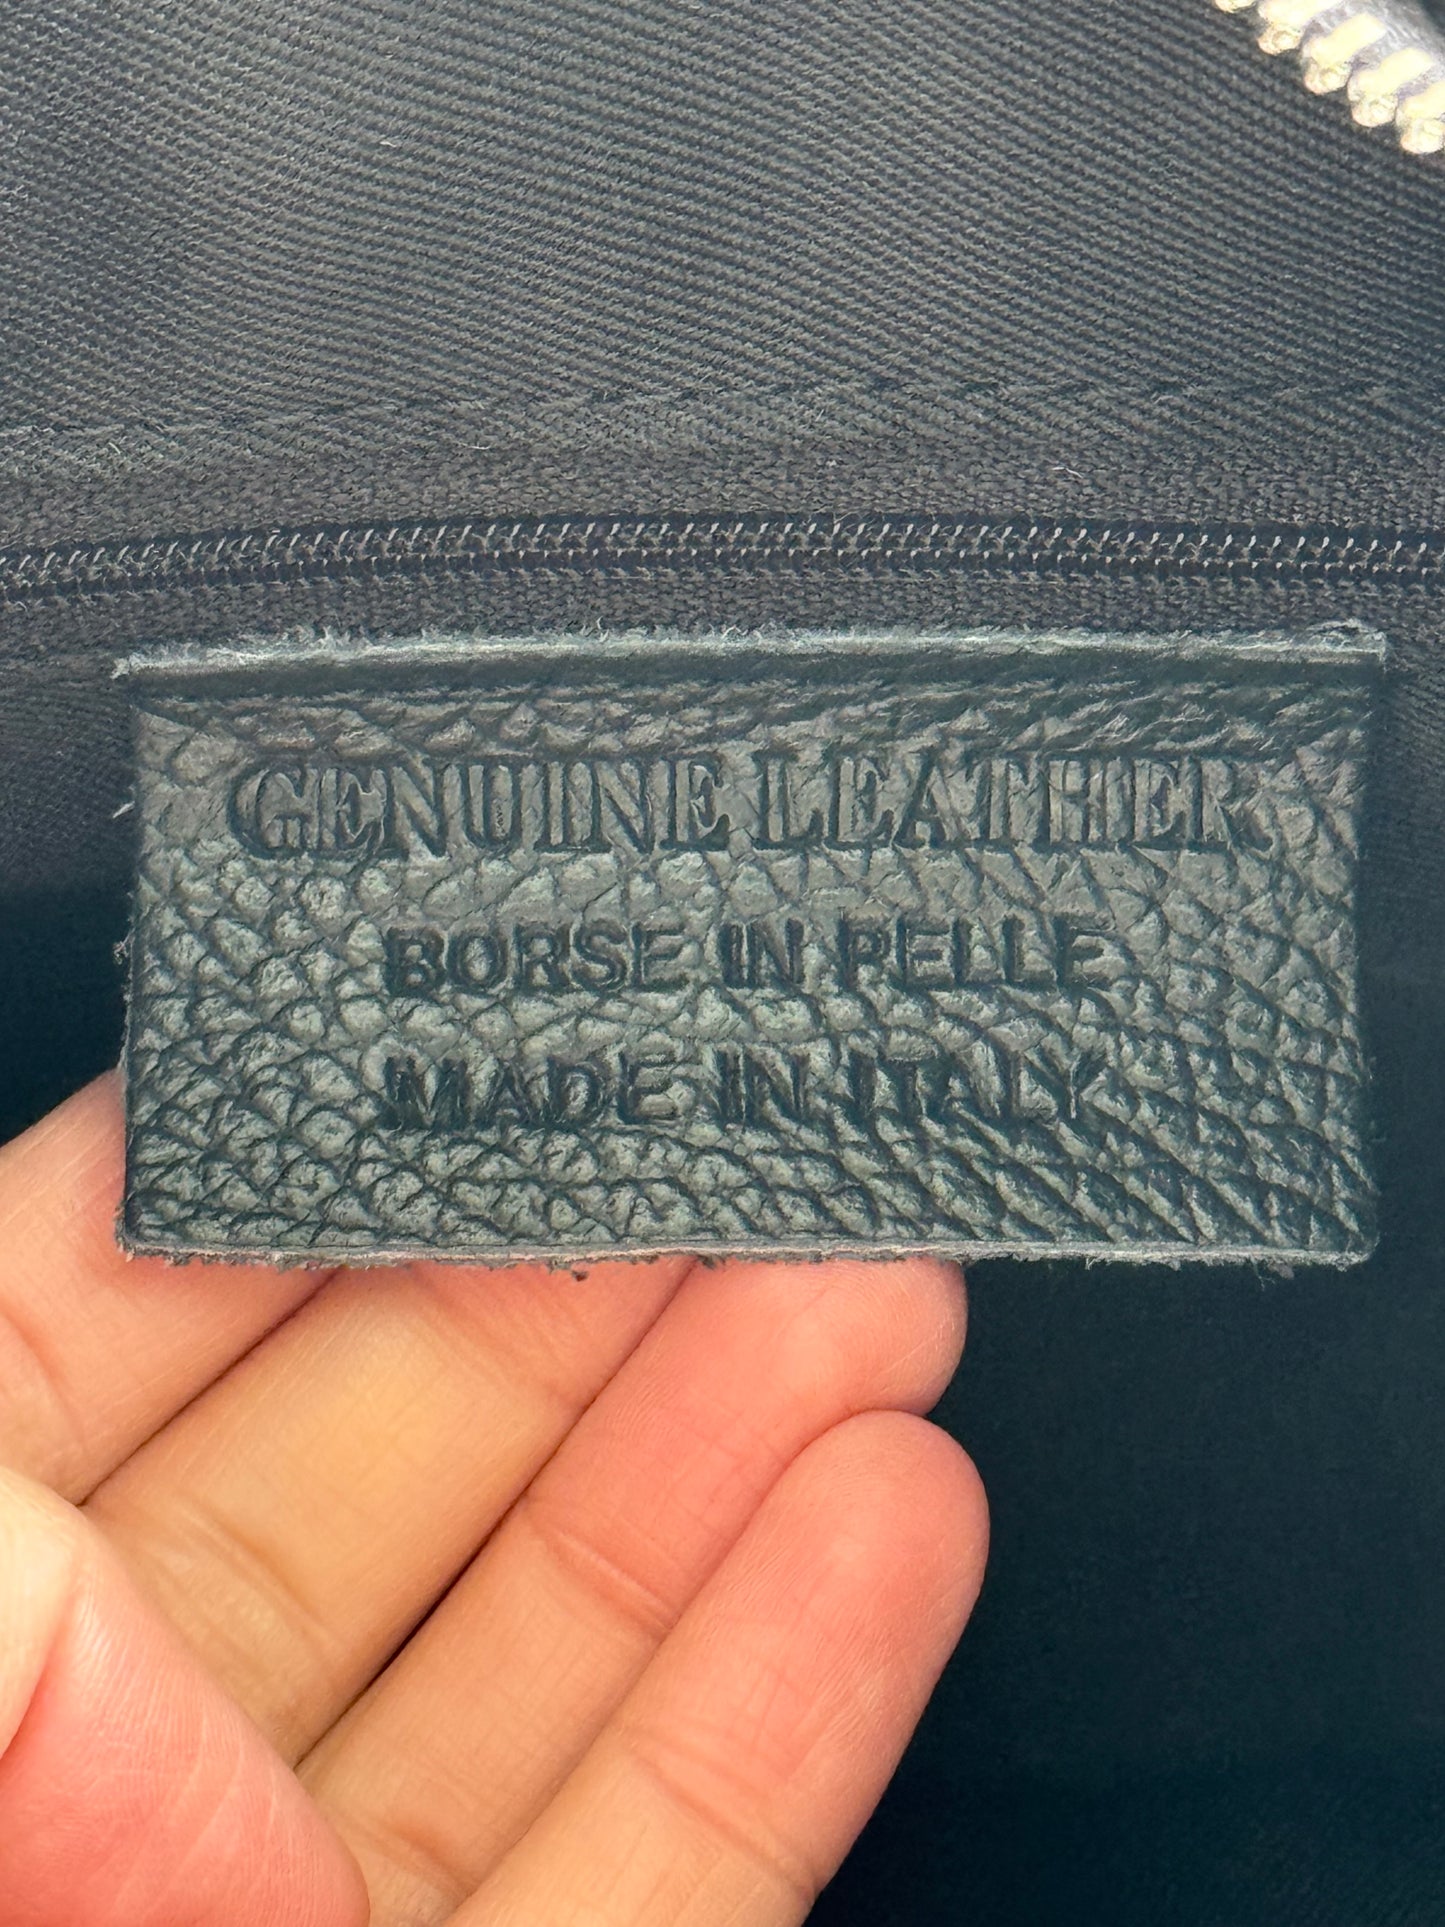 GENUINE LEATHER
BORSE IN PELLE
MADE IN ITALY